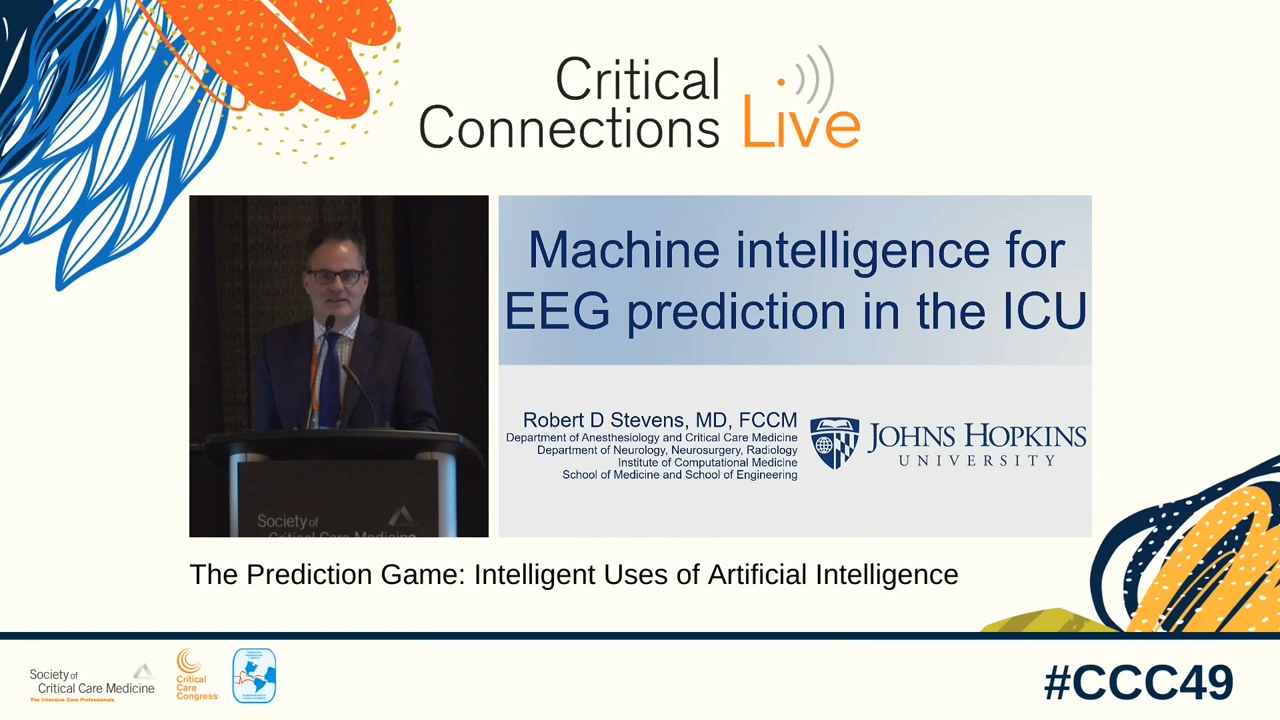 Critical
Connections Live
Machine intelligence for
EEG prediction in the ICU
Robert D Stevens, MD, FCCM
Department of Anesthesiology and Critical Care Medicine
Department of Neurology, Neurosurgery, Radiology
Institute of Computational Medicine
School of Medicine and School of Engineering
JOHNS HOPKINS
UNIVERSITY
Society of
Critical Care Medicine
The Prediction Game: Intelligent Uses of Artificial Intelligence
Society of
Critical Care Medicine
The Intensive Care Professionals
Critical
Care
Congress
#CCC49